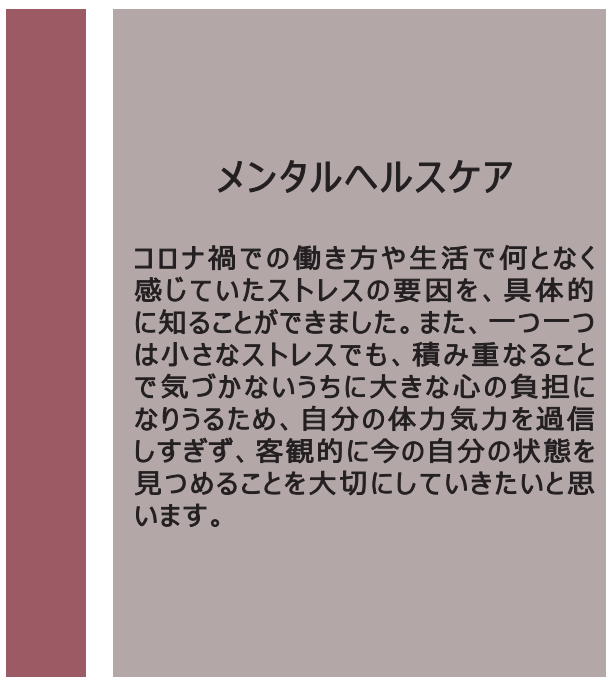 メンタルヘルスケア
コロナ禍での働き方や生活で何となく
感じていたストレスの要因を、具体的
に知ることができました。また、一つ一つ
は小さなストレスでも、積み重なること
で気づかないうちに大きな心の負担に
なりうるため、自分の体力気力を過信
しすぎず、客観的に今の自分の状態を
見つめることを大切にしていきたいと思
います。